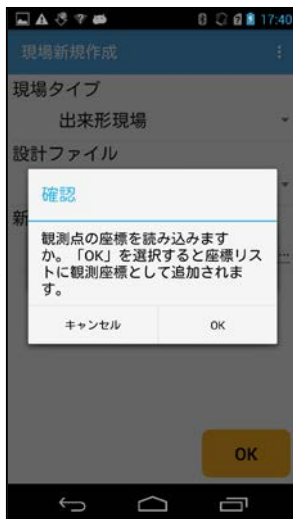 17:40
現場新規作成
現場タイプ
出来形現場
設計ファイル
新
確認
観測点の座標を読み込みます
か。「OK」を選択すると座標リス
トに観測座標として追加されま
す。
キャンセル OK
OK